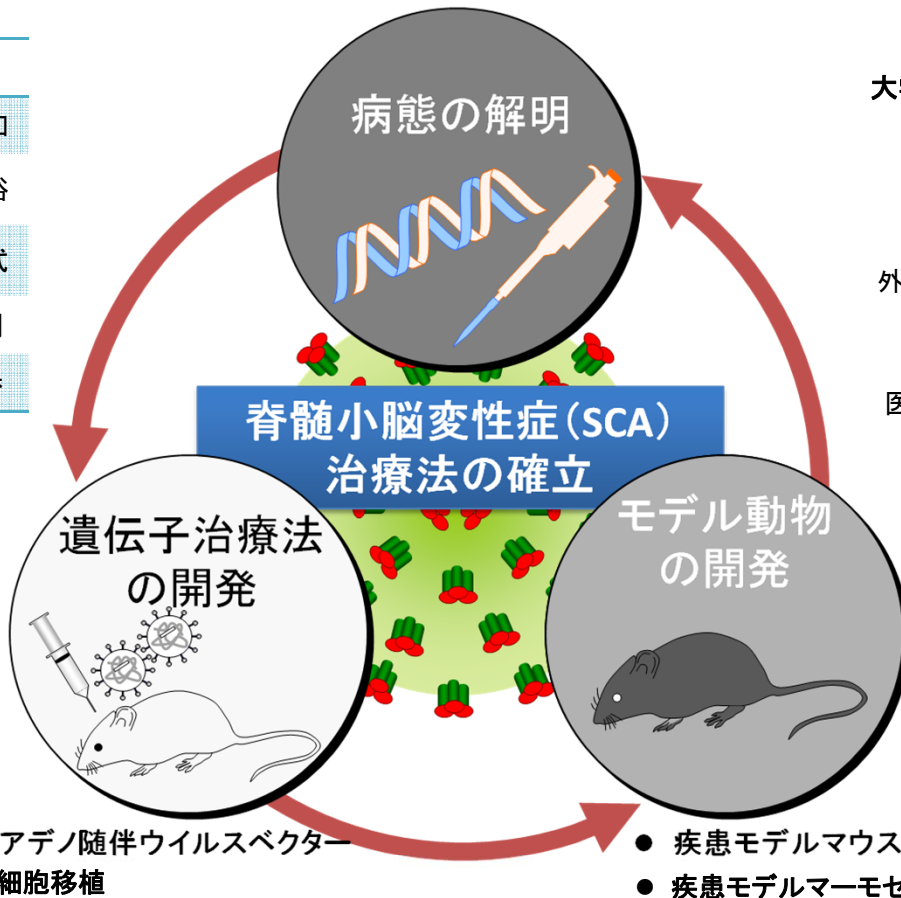 病態の解明
脊髄小脳変性症(SCA)
治療法の確立
遺伝子治療法
の開発
モデル動物
の開発
アデノ随伴ウイルスベクター
細胞移植
● 疾患モデルマウス
● 疾患モデルマーモセ
外
医